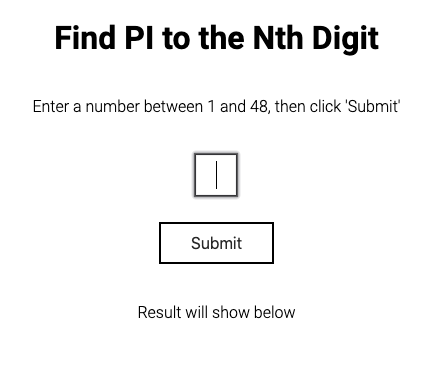 Find PI to the Nth Digit
Enter a number between 1 and 48, then click 'Submit'
Submit
Result will show below